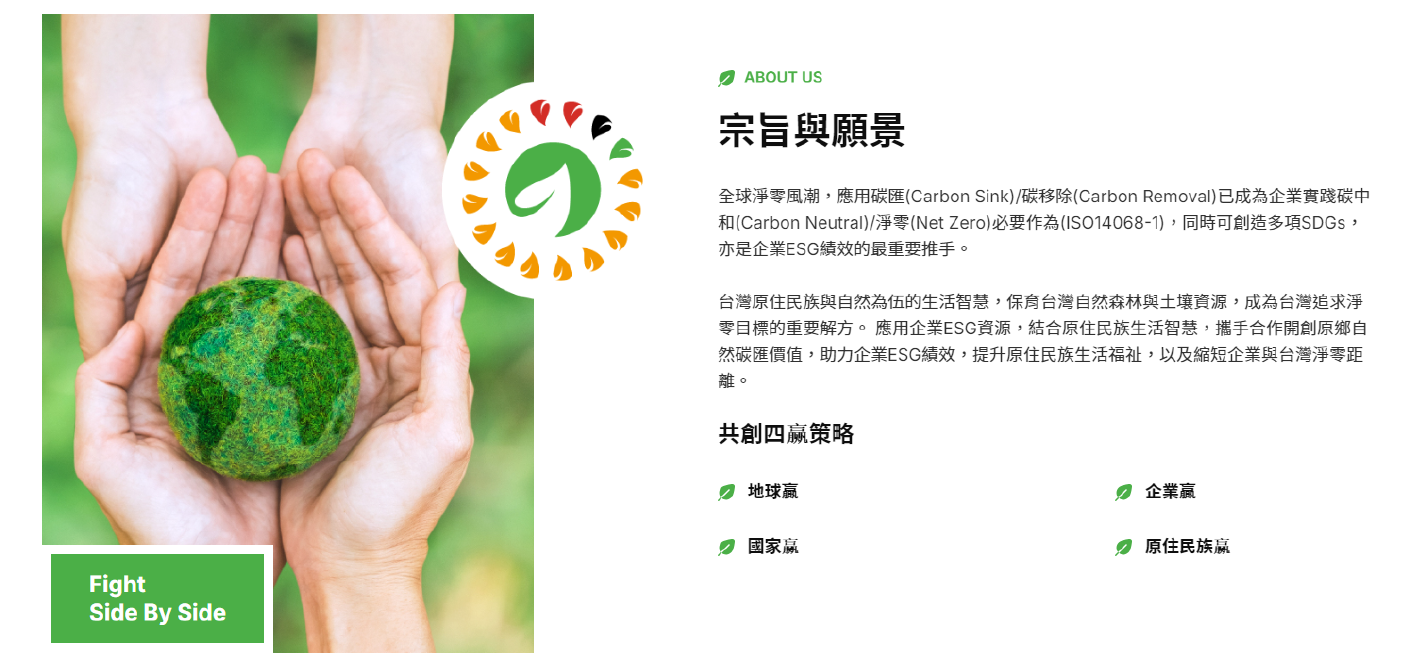 ABOUT US
宗旨與願景
全球淨零風潮，應用碳匯(Carbon Sink)/碳移除(Carbon Removal)已成為企業實踐碳中
和(Carbon Neutral)/淨零(Net Zero)必要作為(ISO14068-1)，同時可創造多項SDGs，
亦是企業ESG績效的最重要推手。
台灣原住民族與自然為伍的生活智慧，保育台灣自然森林與土壤資源，成為台灣追求淨
零目標的重要解方。 應用企業ESG資源，結合原住民族生活智慧，攜手合作開創原鄉自
然碳匯價值，助力企業ESG績效，提升原住民族生活福祉，以及縮短企業與台灣淨零距
離。
共創四赢策略
地球贏
企業贏
國家赢
原住民族赢
Fight
Side By Side